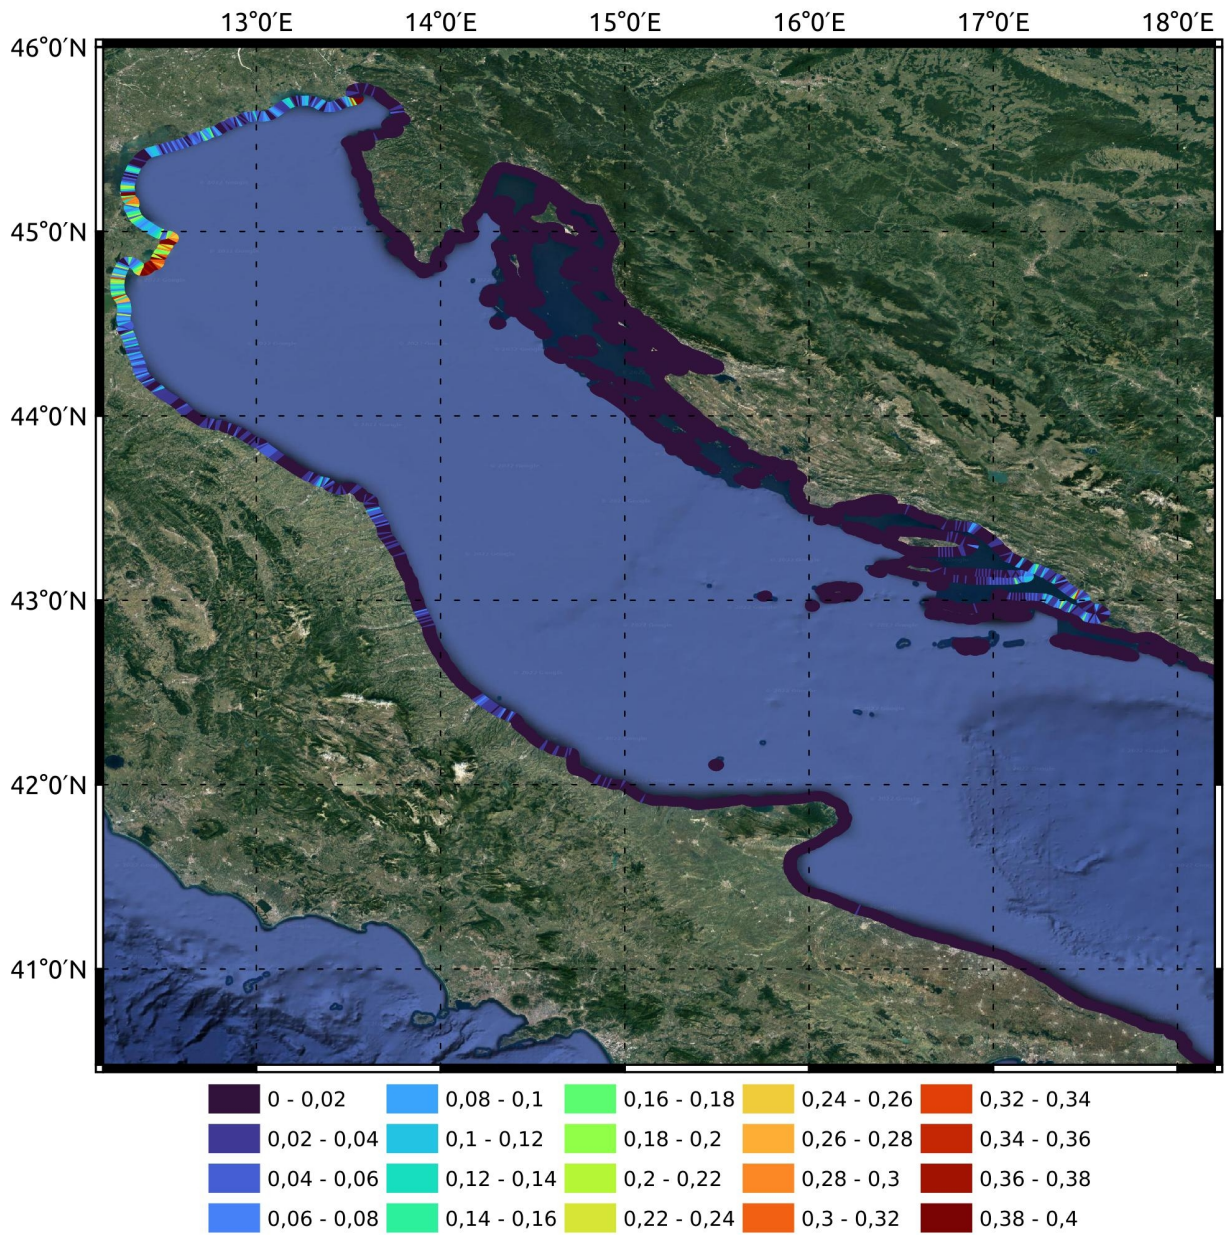 13°0′E 14°0′E 15°0′E 16°0′E 17°0′E 18°0′E
46°0′N
45°0′N
44°0′N
43°0′N
42°0′N
41°0′N
0 - 0,02 0,08 - 0,1 0,16 - 0,18 0,24 - 0,26 0,32 - 0,34
0,02 - 0,04 0,1 - 0,12 0,18 - 0,2 0,26 - 0,28 0,34 - 0,36
0,04 - 0,06 0,12 - 0,14 0,2 - 0,22 0,28 - 0,3 0,36 - 0,38
0,06 - 0,08 0,14 - 0,16 0,22 - 0,24 0,3 - 0,32 0,38 - 0,4